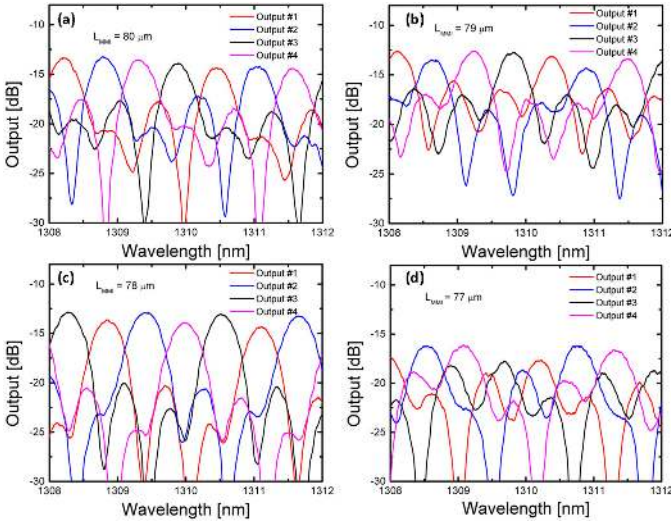 (a)
L_MMI = 80 μm
Output #1
Output #2
Output #3
Output #4
Output [dB]
-10
-15
-20
-25
-30
1308
1309
1310
1311
1312
Wavelength [nm]
(b)
L_MMI = 79 μm
Output #1
Output #2
Output #3
Output #4
Output [dB]
-10
-15
-20
-25
-30
1308
1309
1310
1311
1312
Wavelength [nm]
(c)
L_MMI = 78 μm
Output #1
Output #2
Output #3
Output #4
Output [dB]
-10
-15
-20
-25
-30
1308
1309
1310
1311
1312
Wavelength [nm]
(d)
L_MMI = 77 μm
Output #1
Output #2
Output #3
Output #4
Output [dB]
-10
-15
-20
-25
-30
1308
1309
1310
1311
1312
Wavelength [nm]